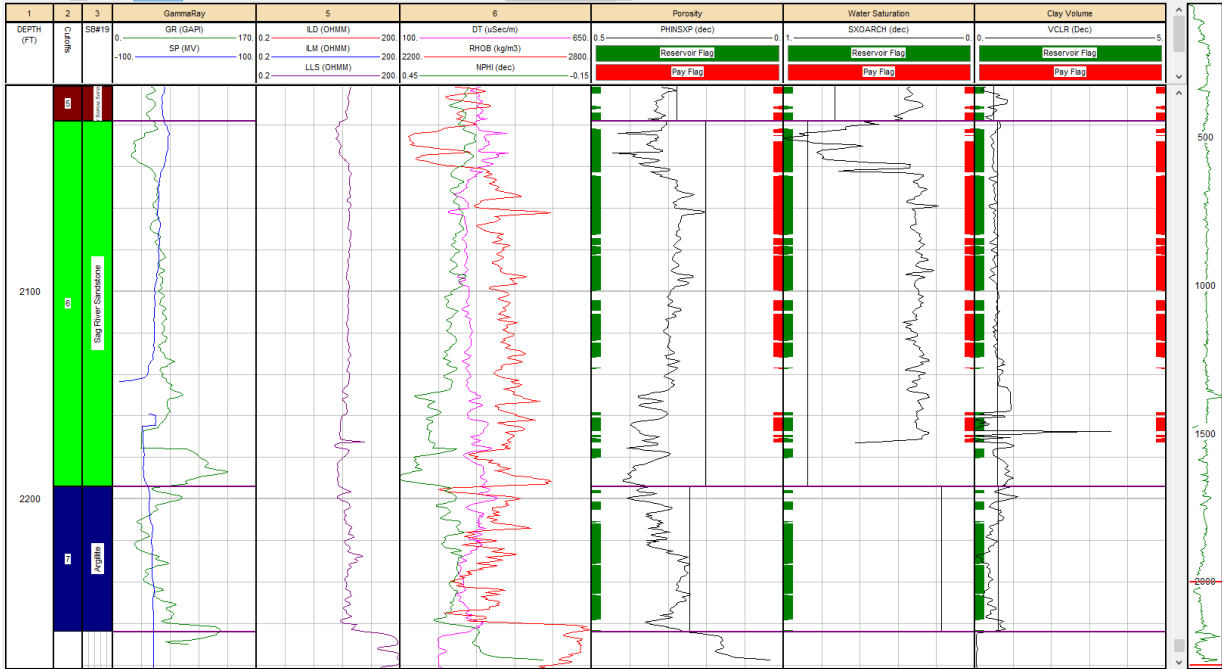 1 2 3 GammaRay 5 6 Porosity Water Saturation Clay Volume
DEPTH (FT)
Cutoffs
SB#19
GR (GAPI)
0. 170.
SP (MV)
-100. 100.
ILD (OHMM)
0.2 200.
ILM (OHMM)
0.2 200.
LLS (OHMM)
0.2 200.
DT (uSec/m)
100. 650.
RHOB (kg/m3)
2200. 2800.
NPHI (dec)
0.45 -0.15
PHINSXP (dec)
0.5 0.
Reservoir Flag
Pay Flag
SXOARCH (dec)
1. 0.
Reservoir Flag
Pay Flag
VCLR (Dec)
0. 5.
Reservoir Flag
Pay Flag
5
6
Sag River Sandstone
7
Argillite
2100
2200
500
1000
1500
2000